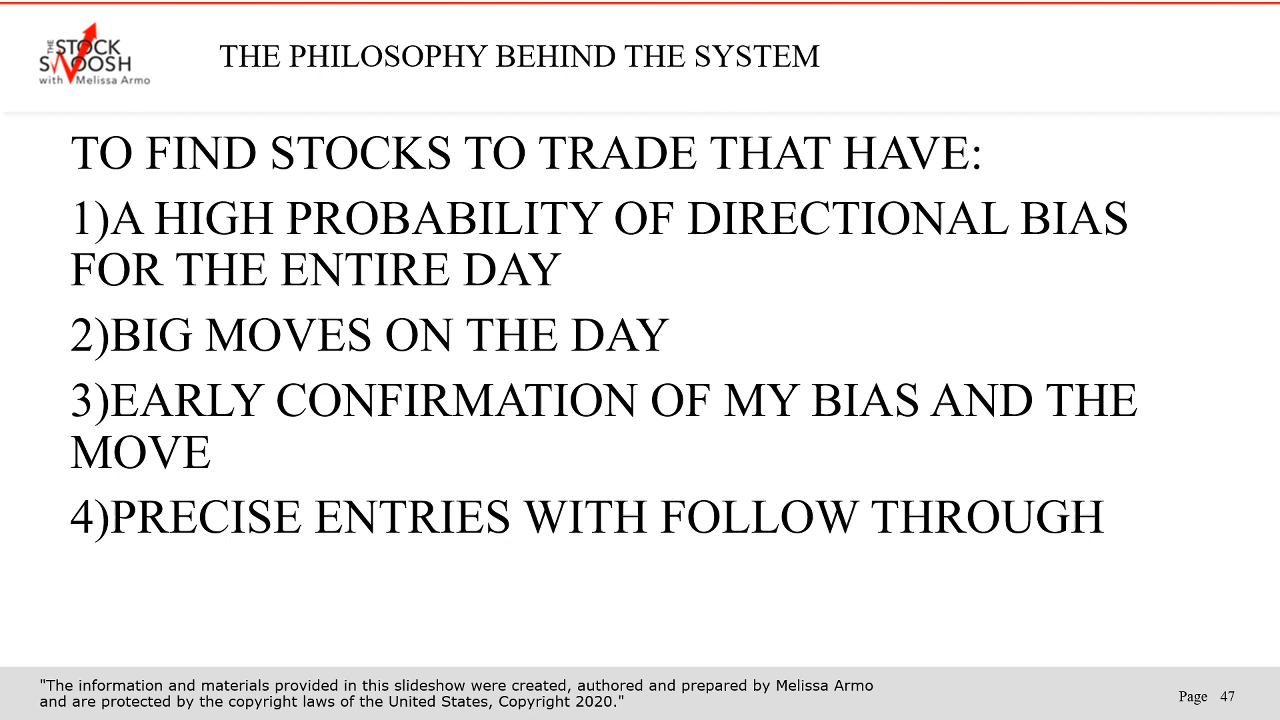 THE
STOCK
SWOOSH
with Melissa Armo
THE PHILOSOPHY BEHIND THE SYSTEM
TO FIND STOCKS TO TRADE THAT HAVE:
1)A HIGH PROBABILITY OF DIRECTIONAL BIAS
FOR THE ENTIRE DAY
2)BIG MOVES ON THE DAY
3)EARLY CONFIRMATION OF MY BIAS AND THE
MOVE
4)PRECISE ENTRIES WITH FOLLOW THROUGH
"The information and materials provided in this slideshow were created, authored and prepared by Melissa Armo
and are protected by the copyright laws of the United States, Copyright 2020."
Page 47